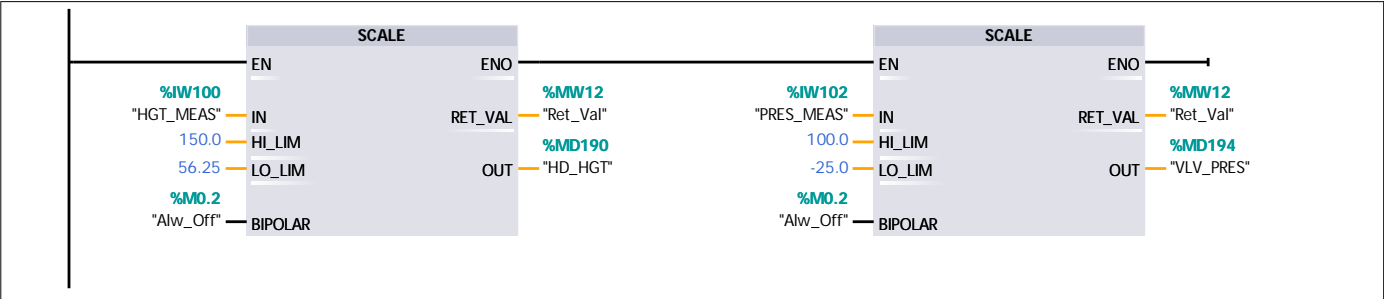 SCALE
EN ENO
%IW100 %MW12
"HGT_MEAS" IN RET_VAL "Ret_Val"
150.0 HI_LIM %MD190
56.25 LO_LIM OUT "HD_HGT"
%M0.2
"Alw_Off" BIPOLAR
SCALE
EN ENO
%IW102 %MW12
"PRES_MEAS" IN RET_VAL "Ret_Val"
100.0 HI_LIM %MD194
-25.0 LO_LIM OUT "VLV_PRES"
%M0.2
"Alw_Off" BIPOLAR